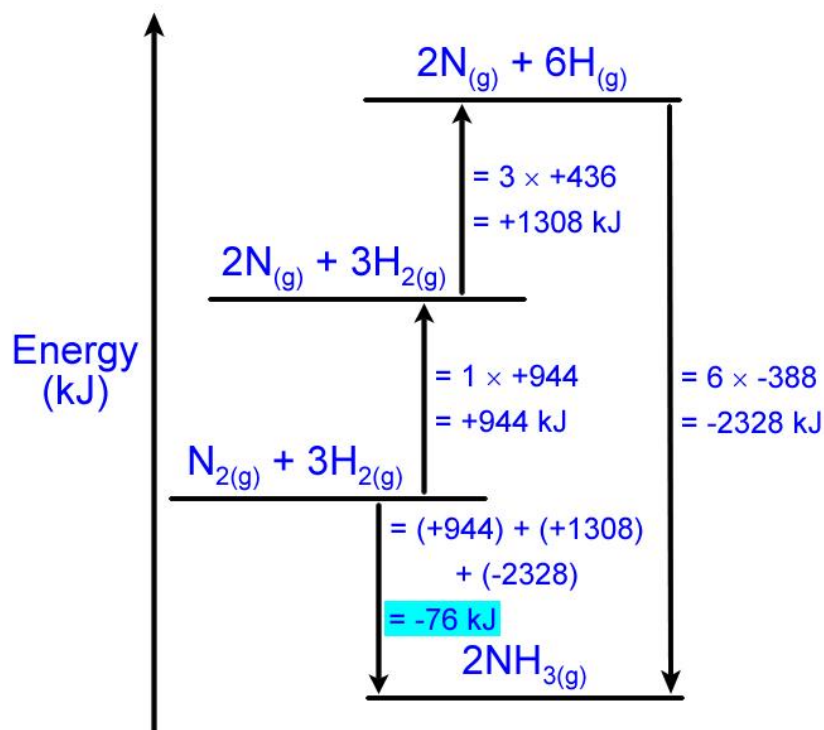 2N(g) + 6H(g)
= 3 × +436
= +1308 kJ
2N(g) + 3H2(g)
Energy
(kJ)
= 1 × +944
= +944 kJ
= 6 × -388
= -2328 kJ
N2(g) + 3H2(g)
= (+944) + (+1308)
+ (-2328)
= -76 kJ
2NH3(g)